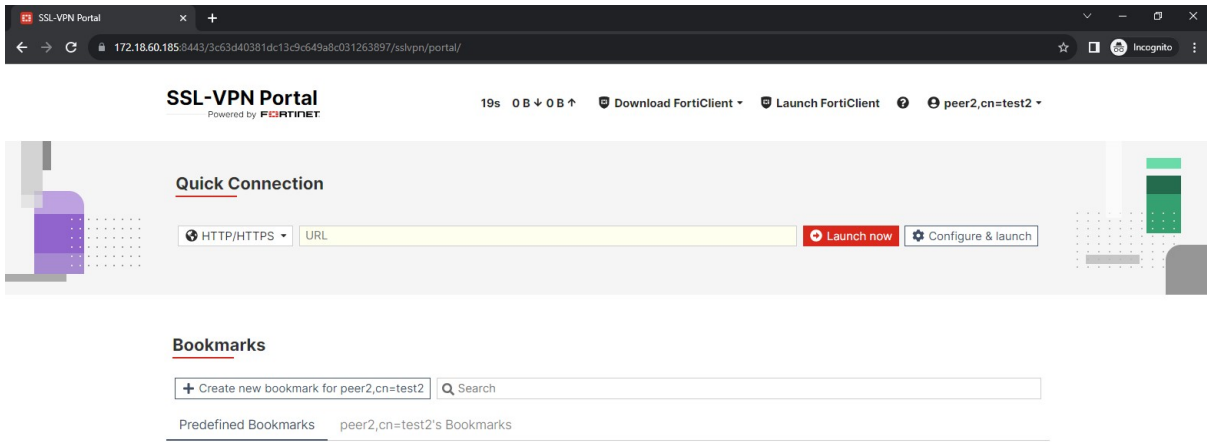 SSL-VPN Portal
172.18.60.185:8443/3c63d40381dc13c9c649a8c031263897/sslvpn/portal/
Incognito
SSL-VPN Portal
Powered by FORTINET
19s 0 B ↓ 0 B ↑ Download FortiClient Launch FortiClient peer2,cn=test2
Quick Connection
HTTP/HTTPS URL Launch now Configure & launch
Bookmarks
+ Create new bookmark for peer2,cn=test2 Search
Predefined Bookmarks peer2,cn=test2's Bookmarks